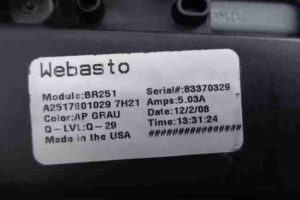 Webasto
Module:BR251 Serial#:83370329
A2517801029 7H21 Amps:5.03A
Color:AP GRAU Date:12/2/08
Q-LVL:Q-29 Time:13:31:24
Made in the USA ################